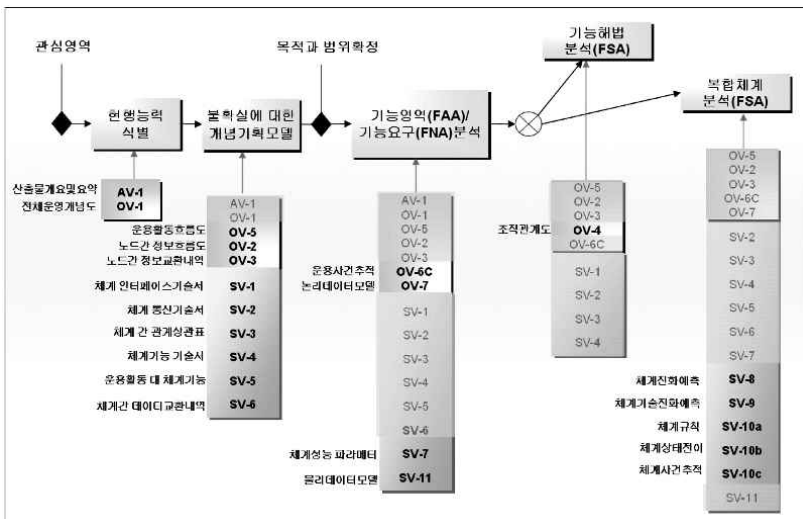 관심영역
목적과 범위확정
기능해법
분석(FSA)
현행능력
식별
불확실에 대한
개념기획모델
기능영역(FAA)/
기능요구(FNA)분석
복합체계
분석(FSA)
산출물개요및요약
전체운영개념도
AV-1
OV-1
운용활동흐름도
노드간 정보흐름도
노드간 정보교환내역
체계 인터페이스기술서
체계 통신기술서
체계 간 관계상관표
체계기능 기술서
운용활동 대 체계기능
체계간 데이터교환내역
AV-1
OV-1
OV-5
OV-2
OV-3
SV-1
SV-2
SV-3
SV-4
SV-5
SV-6
운용사건추적
논리데이터모델
체계성능 파라메터
물리데이터모델
AV-1
OV-1
OV-5
OV-2
OV-3
OV-6C
OV-7
SV-1
SV-2
SV-3
SV-4
SV-5
SV-6
SV-7
SV-11
조직관계도
OV-5
OV-2
OV-3
OV-4
OV-6C
SV-1
SV-2
SV-3
SV-4
체계진화예측
체계기술진화예측
체계규칙
체계상태전이
체계사건추적
OV-5
OV-2
OV-3
OV-6C
OV-7
SV-2
SV-3
SV-4
SV-5
SV-6
SV-7
SV-8
SV-9
SV-10a
SV-10b
SV-10c
SV-11